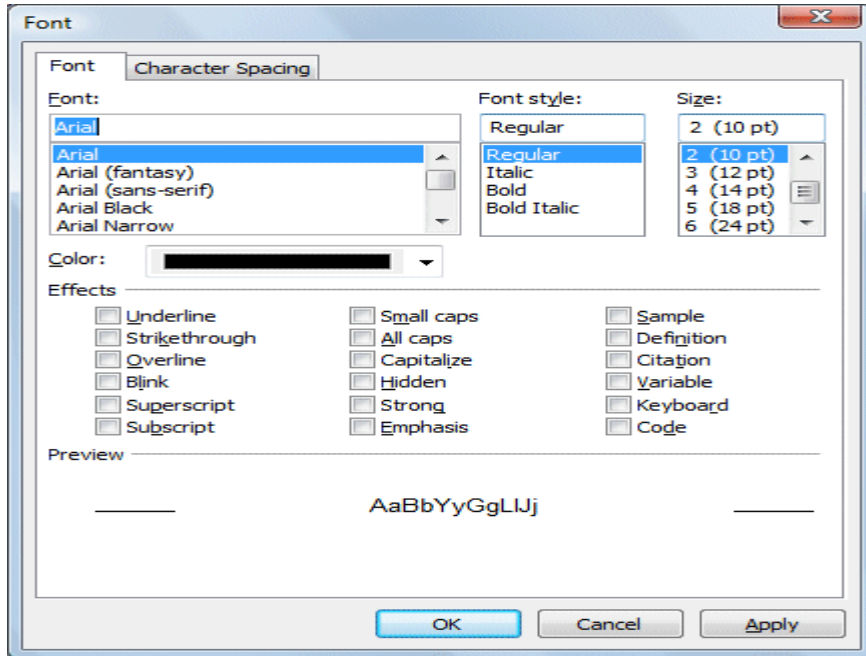 Font
Font Character Spacing
Font: Font style: Size:
Arial Regular 2 (10 pt)
Arial Regular 2 (10 pt)
Arial (fantasy) Italic 3 (12 pt)
Arial (sans-serif) Bold 4 (14 pt)
Arial Black Bold Italic 5 (18 pt)
Arial Narrow 6 (24 pt)
Color:
Effects
Underline Small caps Sample
Strikethrough All caps Definition
Overline Capitalize Citation
Blink Hidden Variable
Superscript Strong Keyboard
Subscript Emphasis Code
Preview
AaBbYyGgLlJj
OK Cancel Apply